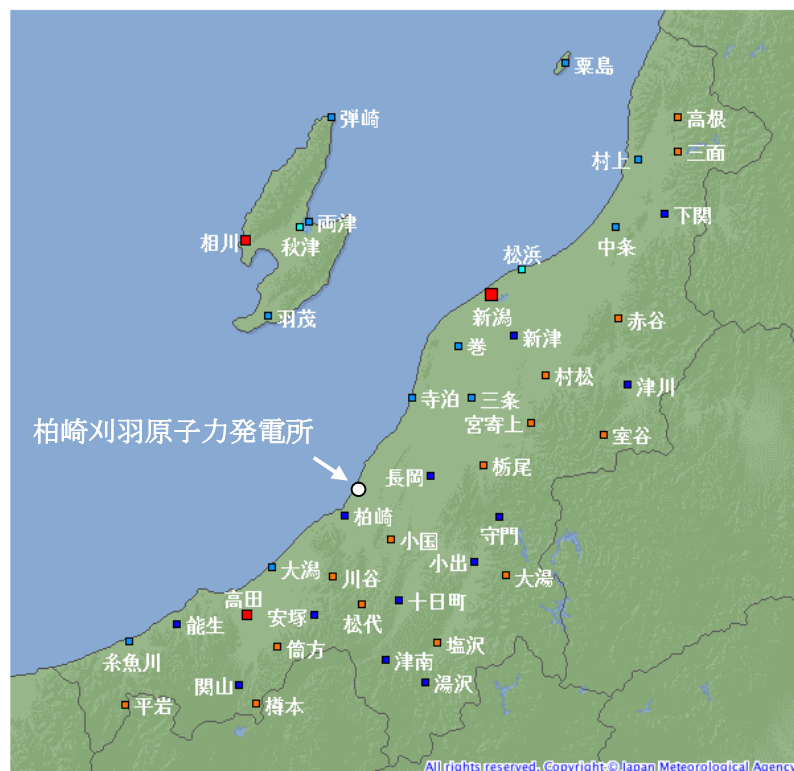 粟島
弾崎
高根
三面
村上
下関
両津
相川
秋津
中条
松浜
羽茂
新潟
赤谷
新津
巻
村松
津川
寺泊
三条
宮寄上
柏崎刈羽原子力発電所
室谷
長岡
栃尾
柏崎
小国
守門
小出
大潟
川谷
大湯
高田
安塚
松代
十日町
能生
糸魚川
筒方
塩沢
津南
関山
湯沢
平岩
樽本
All rights reserved. Copyright © Japan Meteorological Agency